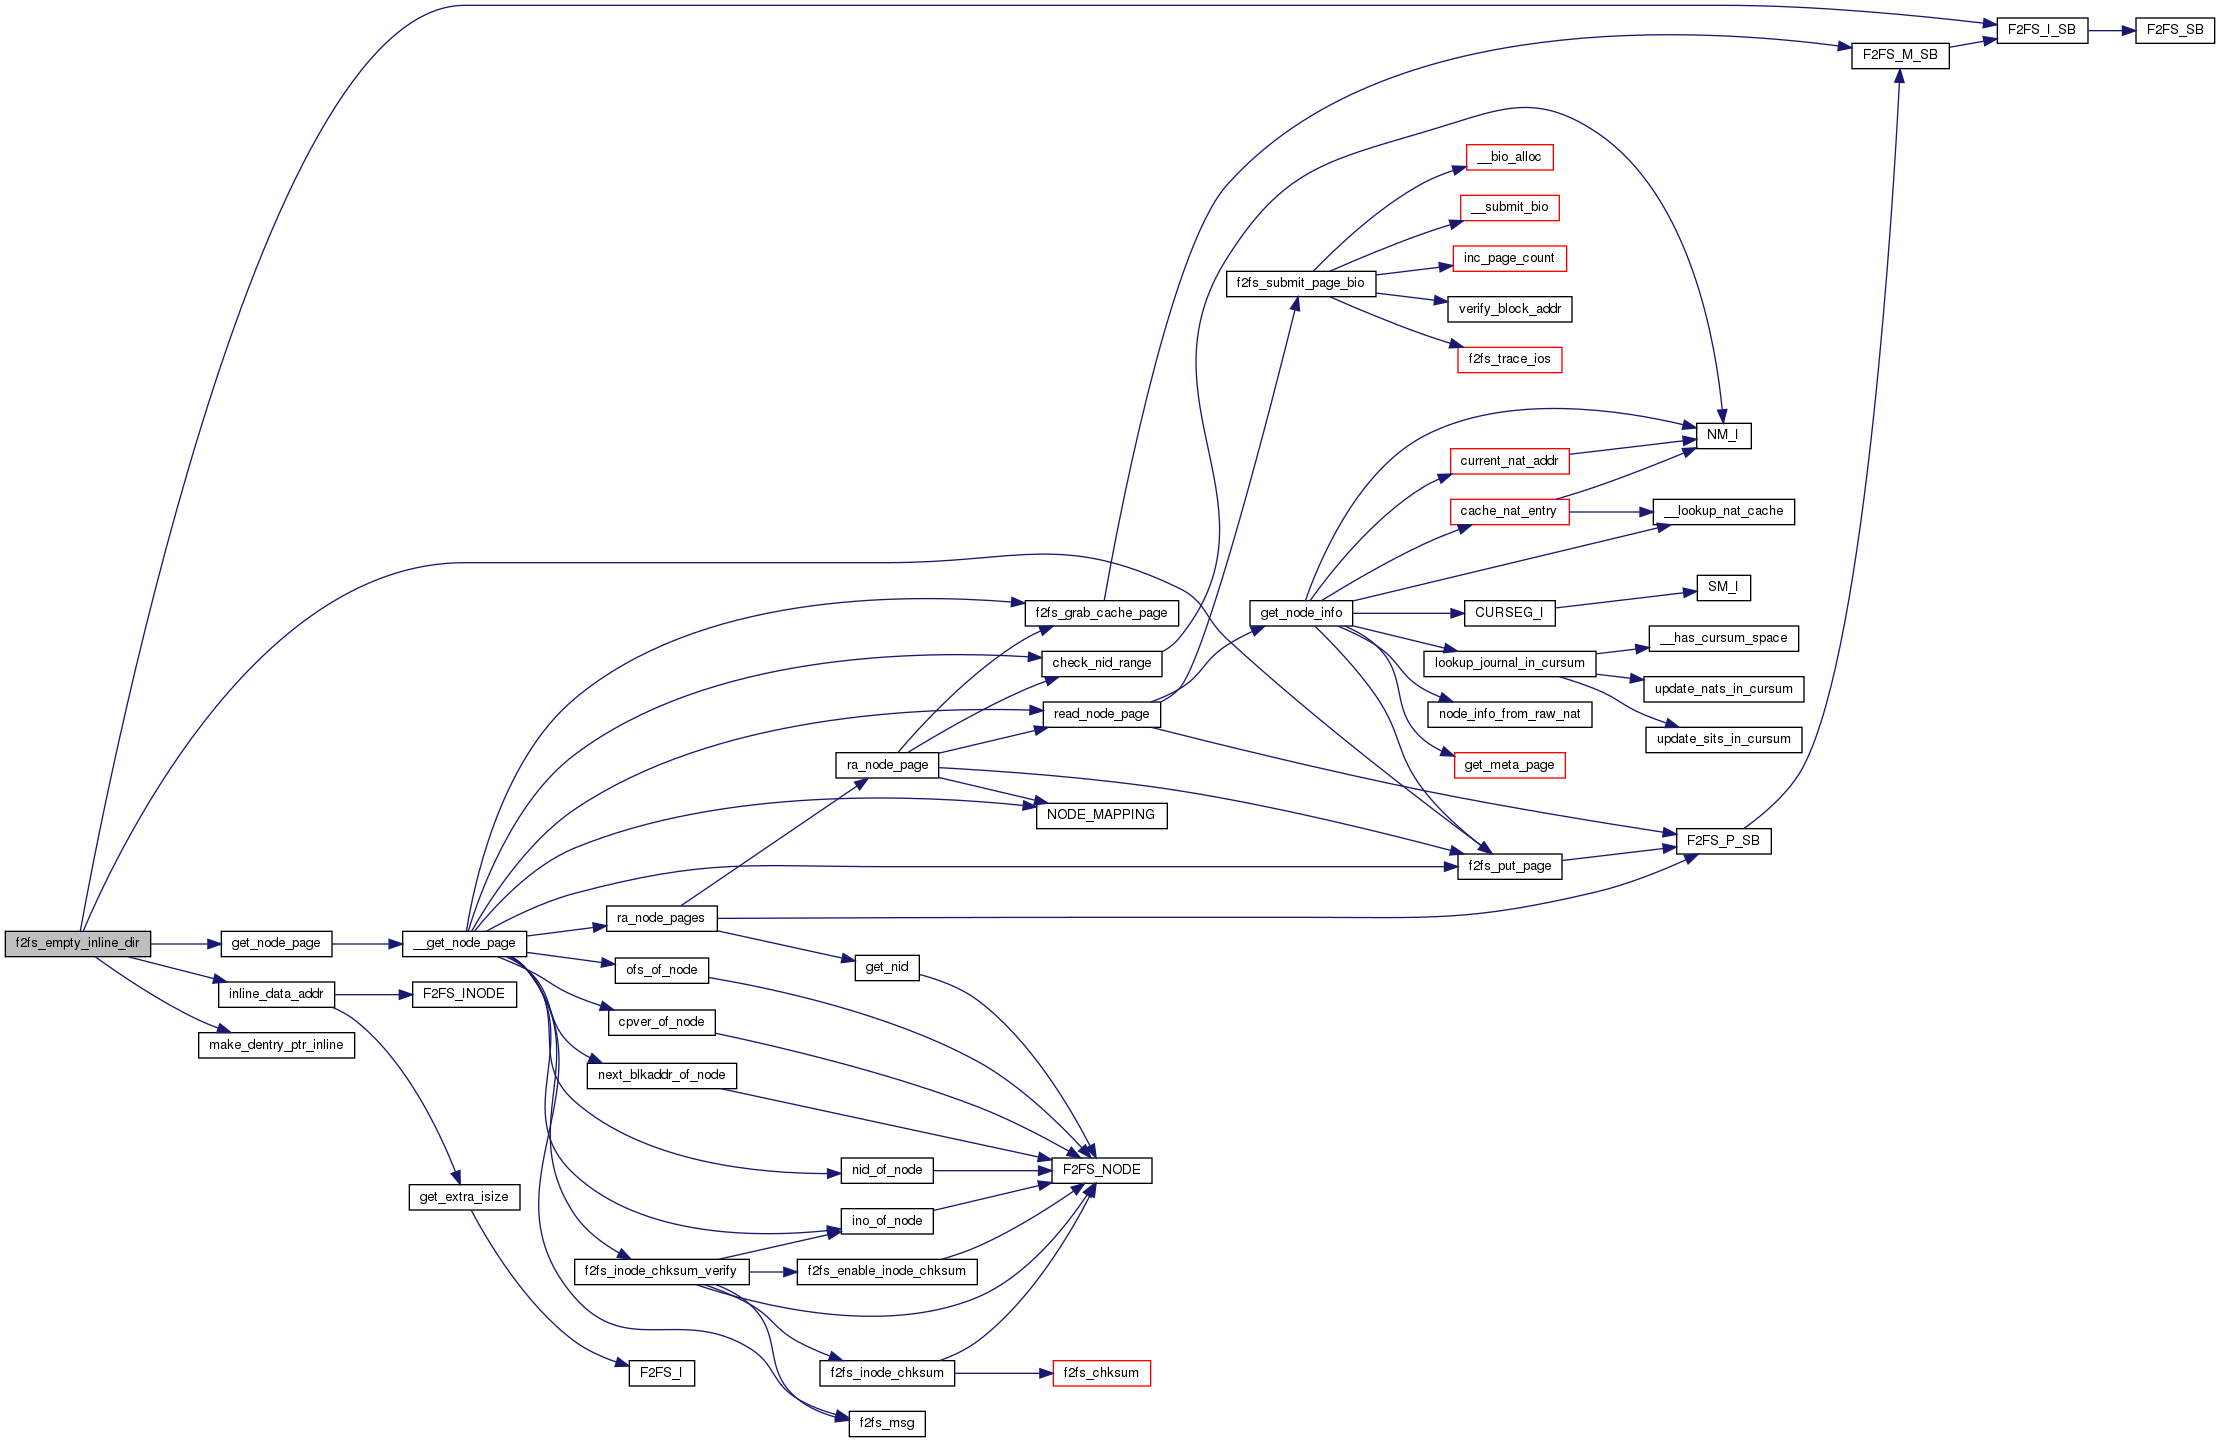 F2FS_I_SB
F2FS_SB
F2FS_M_SB
__bio_alloc
__submit_bio
inc_page_count
f2fs_submit_page_bio
verify_block_addr
f2fs_trace_ios
NM_I
current_nat_addr
cache_nat_entry
__lookup_nat_cache
SM_I
f2fs_grab_cache_page
get_node_info
CURSEG_I
__has_cursum_space
check_nid_range
lookup_journal_in_cursum
update_nats_in_cursum
read_node_page
node_info_from_raw_nat
update_sits_in_cursum
ra_node_page
get_meta_page
NODE_MAPPING
F2FS_P_SB
f2fs_put_page
ra_node_pages
f2fs_empty_inline_dir
get_node_page
__get_node_page
ofs_of_node
get_nid
inline_data_addr
F2FS_INODE
cpver_of_node
make_dentry_ptr_inline
next_blkaddr_of_node
nid_of_node
F2FS_NODE
get_extra_isize
ino_of_node
f2fs_inode_chksum_verify
f2fs_enable_inode_chksum
F2FS_I
f2fs_inode_chksum
f2fs_chksum
f2fs_msg